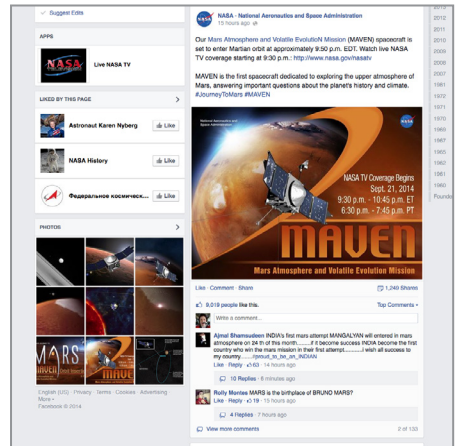 Suggest Edits
APPS
NASA
Live NASA TV
LIKED BY THIS PAGE
Astronaut Karen Nyberg
Like
NASA History
Like
Федеральное космическ...
Like
PHOTOS
MARS
MAVEN
English (US) · Privacy · Terms · Cookies · Advertising ·
More
Facebook © 2014
NASA - National Aeronautics and Space Administration
15 hours ago
Our Mars Atmosphere and Volatile EvolutioN Mission (MAVEN) spacecraft is
set to enter Martian orbit at approximately 9:50 p.m. EDT. Watch live NASA
TV coverage starting at 9:30 p.m.: http://www.nasa.gov/nasatv
MAVEN is the first spacecraft dedicated to exploring the upper atmosphere of
Mars, answering important questions about the planet's history and climate.
#JourneyToMars #MAVEN
National Aeronautics and
Space Administration
NASA
NASA TV Coverage Begins
Sept. 21, 2014
9:30 p.m. - 10:45 p.m. ET
6:30 p.m. - 7:45 p.m. PT
MAVEN
Mars Atmosphere and Volatile Evolution Mission
Like · Comment · Share
1,249 Shares
9,019 people like this.
Top Comments
Write a comment...
Ajmal Shamsudeen INDIA's first mars attempt MANGALYAN will entered in mars
atmosphere on 24 th of this month........if it become success INDIA become the first
country who win the mars mission in their first attempt...........i wish all success to
my country.......#proud_to_be_an_INDIAN
Like · Reply · 63 · 14 hours ago
10 Replies · 6 minutes ago
Rolly Montes MARS is the birthplace of BRUNO MARS?
Like · Reply · 19 · 15 hours ago
4 Replies · 7 hours ago
View more comments
2 of 133
2013
2012
2011
2010
2009
2008
2007
1981
1972
1971
1970
1969
1967
1965
1962
1961
1960
Founde